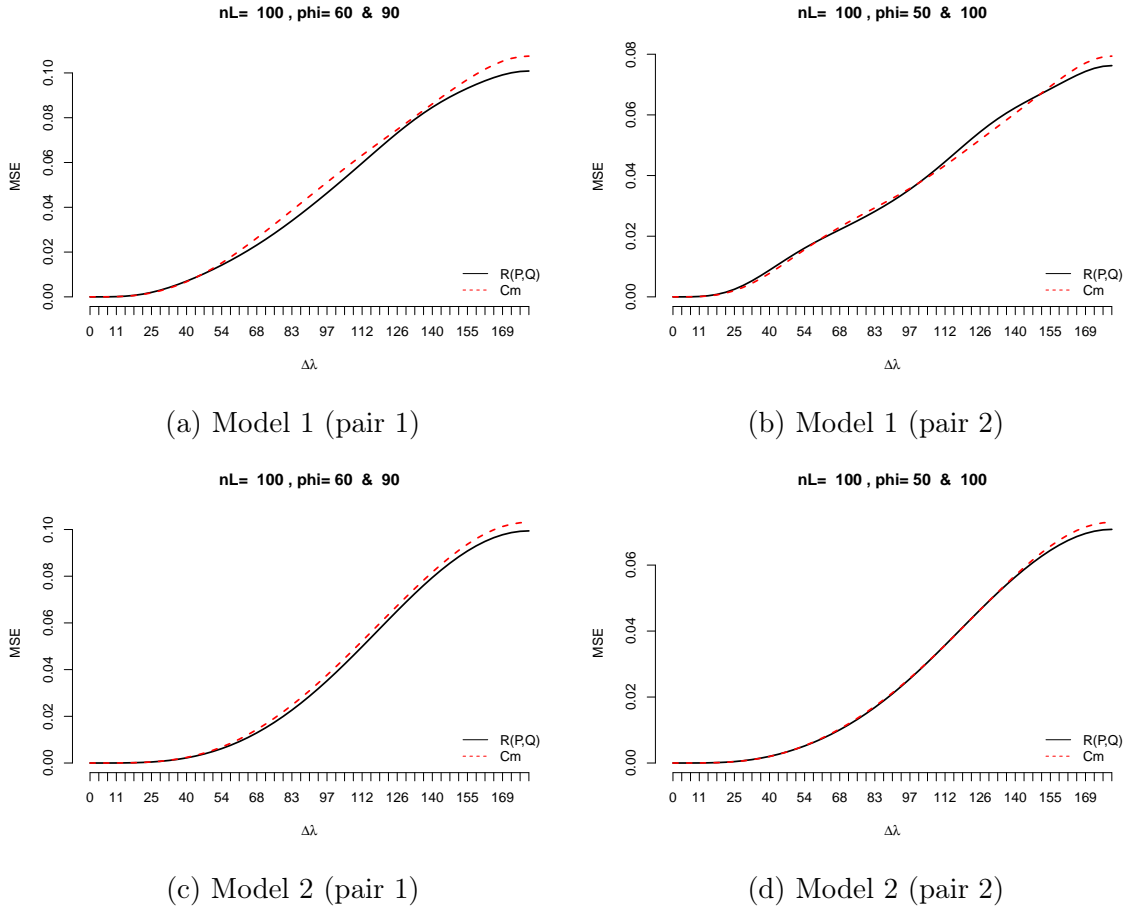 nL= 100 , phi= 60 & 90
MSE
0.00 0.02 0.04 0.06 0.08 0.10
R(P,Q)
Cm
0 11 25 40 54 68 83 97 112 126 140 155 169
Δλ
(a) Model 1 (pair 1)
nL= 100 , phi= 50 & 100
MSE
0.00 0.02 0.04 0.06 0.08
R(P,Q)
Cm
0 11 25 40 54 68 83 97 112 126 140 155 169
Δλ
(b) Model 1 (pair 2)
nL= 100 , phi= 60 & 90
MSE
0.00 0.02 0.04 0.06 0.08 0.10
R(P,Q)
Cm
0 11 25 40 54 68 83 97 112 126 140 155 169
Δλ
(c) Model 2 (pair 1)
nL= 100 , phi= 50 & 100
MSE
0.00 0.02 0.04 0.06
R(P,Q)
Cm
0 11 25 40 54 68 83 97 112 126 140 155 169
Δλ
(d) Model 2 (pair 2)